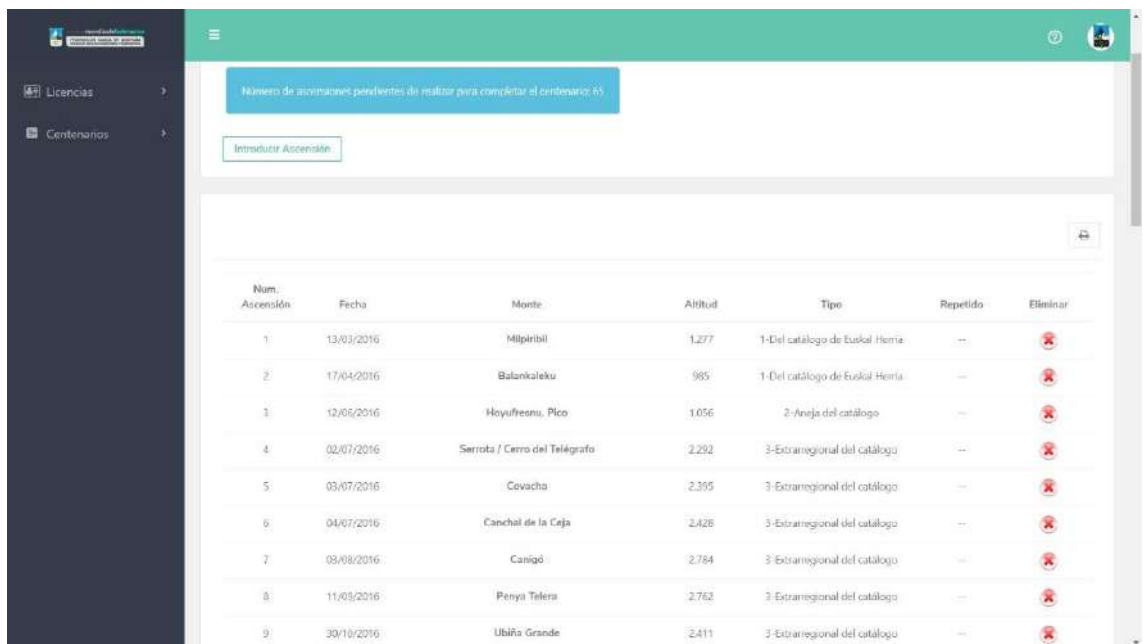 Licencias
Centenarios
Número de ascensiones pendientes de realizar para completar el centenario: 65
Introducir Ascensión
Num. Ascensión Fecha Monte Altitud Tipo Repetido Eliminar
1 13/03/2016 Milpiribil 1.277 1-Del catálogo de Euskal Herria --
2 17/04/2016 Balankaleku 985 1-Del catálogo de Euskal Herria --
3 12/06/2016 Hoyufresnu, Pico 1.056 2-Aneja del catálogo --
4 02/07/2016 Serrota / Cerro del Telégrafo 2.292 3-Extrarregional del catálogo --
5 03/07/2016 Covacha 2.395 3-Extrarregional del catálogo --
6 04/07/2016 Canchal de la Ceja 2.428 3-Extrarregional del catálogo --
7 03/08/2016 Canigó 2.784 3-Extrarregional del catálogo --
8 11/09/2016 Penya Telera 2.762 3-Extrarregional del catálogo --
9 30/10/2016 Ubiña Grande 2.411 3-Extrarregional del catálogo --